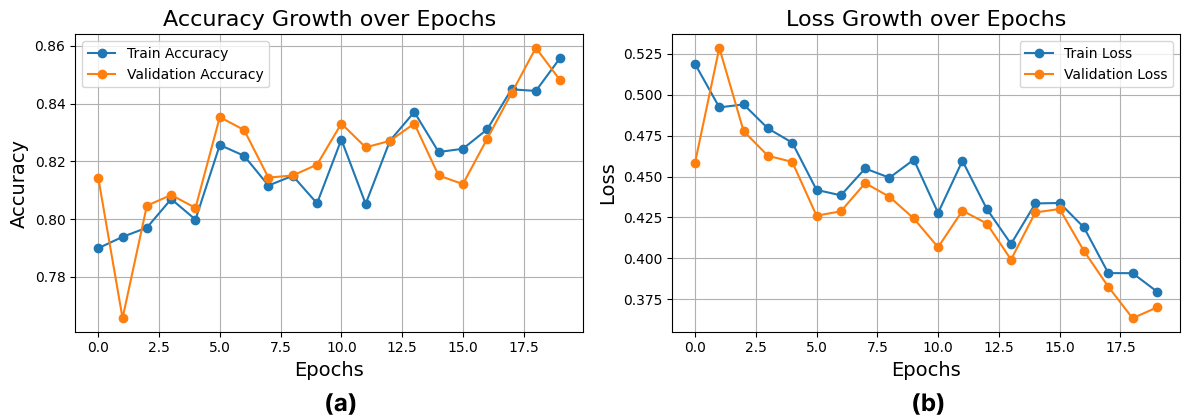 Accuracy Growth over Epochs
Train Accuracy
Validation Accuracy
Accuracy
0.86
0.84
0.82
0.80
0.78
0.0 2.5 5.0 7.5 10.0 12.5 15.0 17.5
Epochs
(a)
Loss Growth over Epochs
Train Loss
Validation Loss
Loss
0.525
0.500
0.475
0.450
0.425
0.400
0.375
0.0 2.5 5.0 7.5 10.0 12.5 15.0 17.5
Epochs
(b)